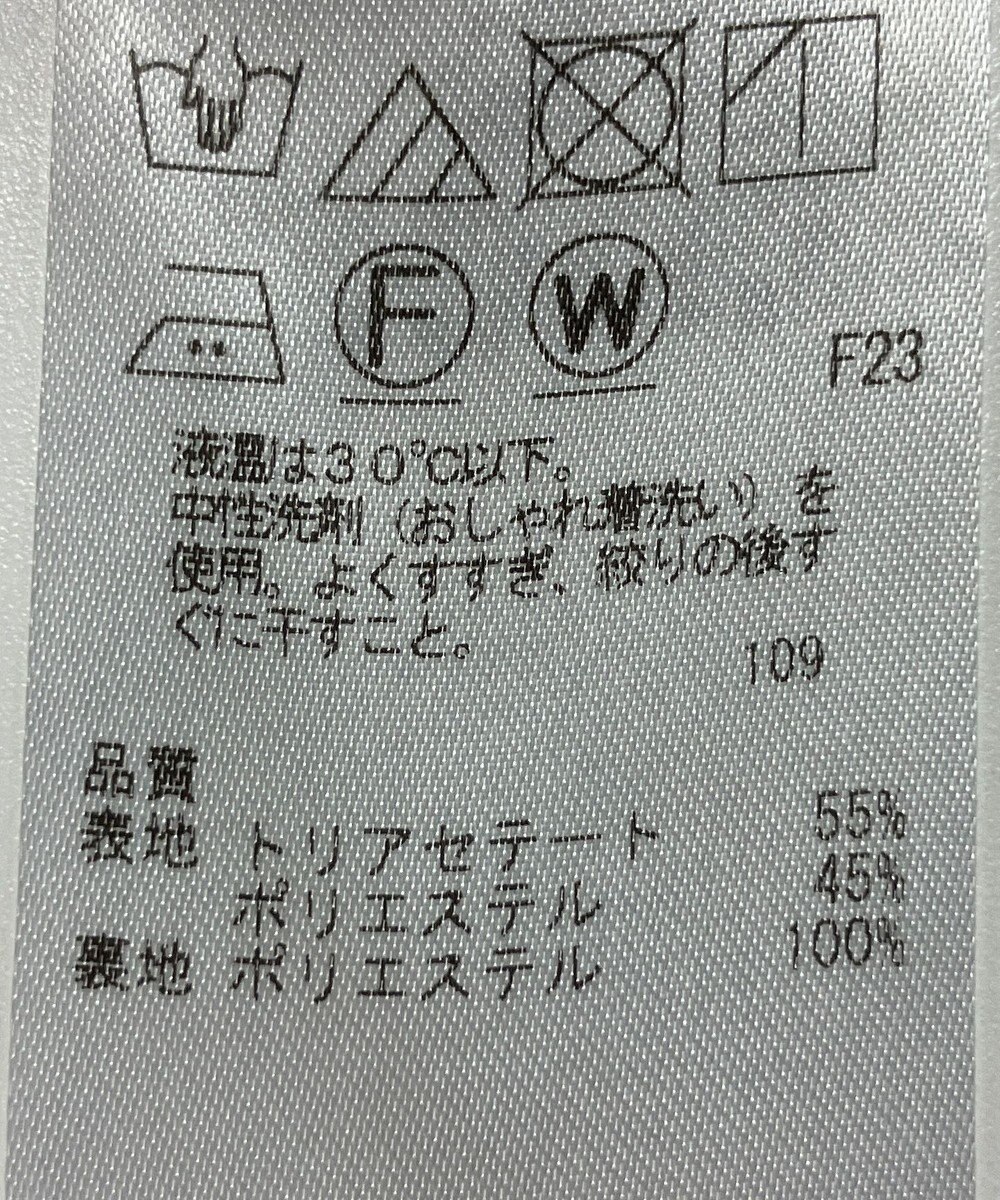 F
W
F23
液温は30℃以下。
中性洗剤（おしゃれ着洗い）を
使用。よくすすぎ、絞りの後す
ぐに干すこと。
109
品質
表地 トリアセテート 55%
ポリエステル 45%
裏地 ポリエステル 100%